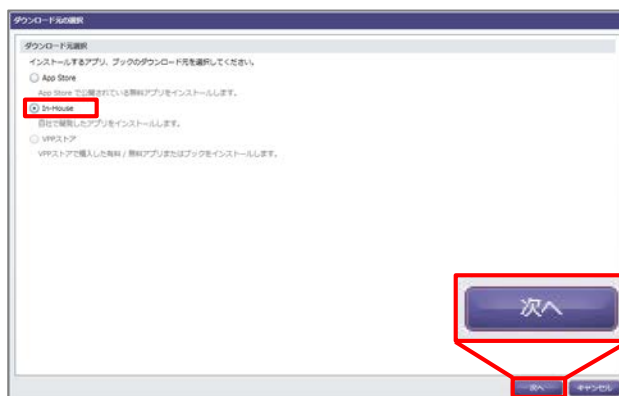 ダウンロード元の選択
ダウンロード元選択
インストールするアプリ、ブックのダウンロード元を選択してください。
App Store
App Store で公開されている無料アプリをインストールします。
In-House
自社で開発したアプリをインストールします。
VPPストア
VPPストアで購入した有料 / 無料アプリまたはブックをインストールします。
次へ
次へ
キャンセル